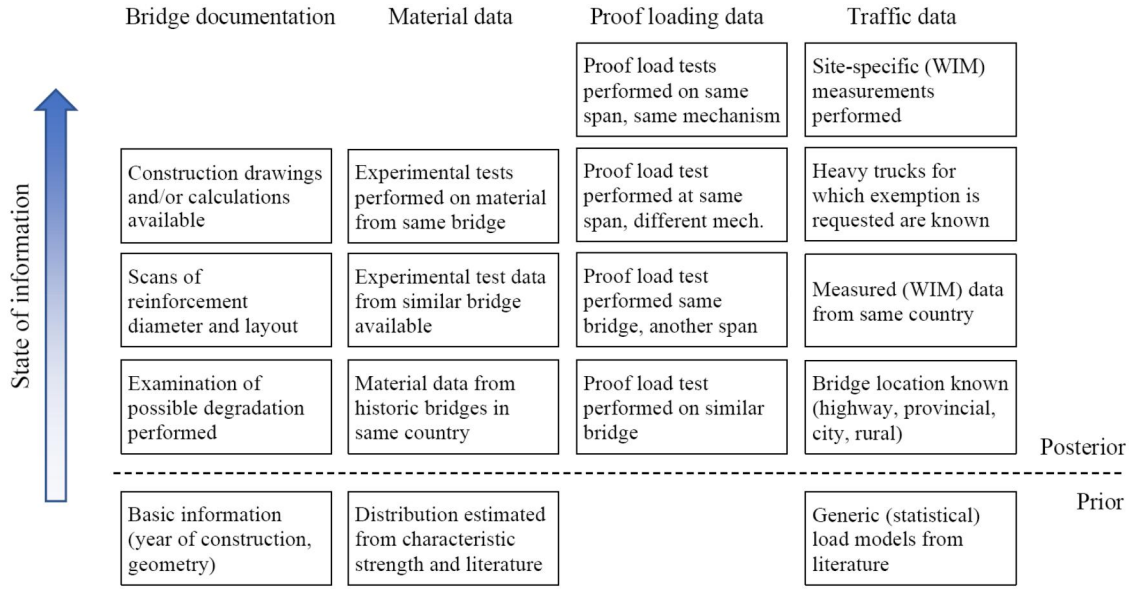 Bridge documentation
Material data
Proof loading data
Traffic data
State of information
Proof load tests
performed on same
span, same mechanism
Site-specific (WIM)
measurements
performed
Construction drawings
and/or calculations
available
Experimental tests
performed on material
from same bridge
Proof load test
performed at same
span, different mech.
Heavy trucks for
which exemption is
requested are known
Scans of
reinforcement
diameter and layout
Experimental test data
from similar bridge
available
Proof load test
performed same
bridge, another span
Measured (WIM) data
from same country
Examination of
possible degradation
performed
Material data from
historic bridges in
same country
Proof load test
performed on similar
bridge
Bridge location known
(highway, provincial,
city, rural)
Posterior
Prior
Basic information
(year of construction,
geometry)
Distribution estimated
from characteristic
strength and literature
Generic (statistical)
load models from
literature